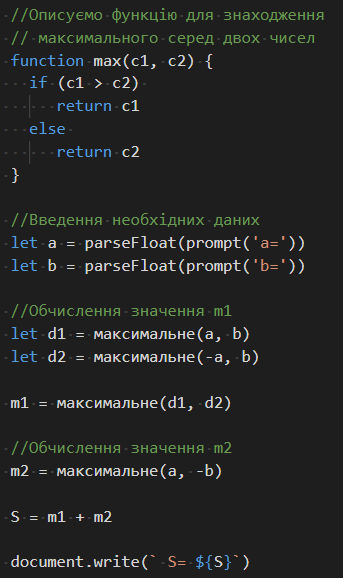 //Описуємо функцію для знаходження
// максимального серед двох чисел
function max(c1, c2) {
if (c1 > c2)
return c1
else
return c2
}
//Введення необхідних даних
let a = parseFloat(prompt('a='))
let b = parseFloat(prompt('b='))
//Обчислення значення m1
let d1 = максимальне(a, b)
let d2 = максимальне(-a, b)
m1 = максимальне(d1, d2)
//Обчислення значення m2
m2 = максимальне(a, -b)
S = m1 + m2
document.write(` S= ${S}`)